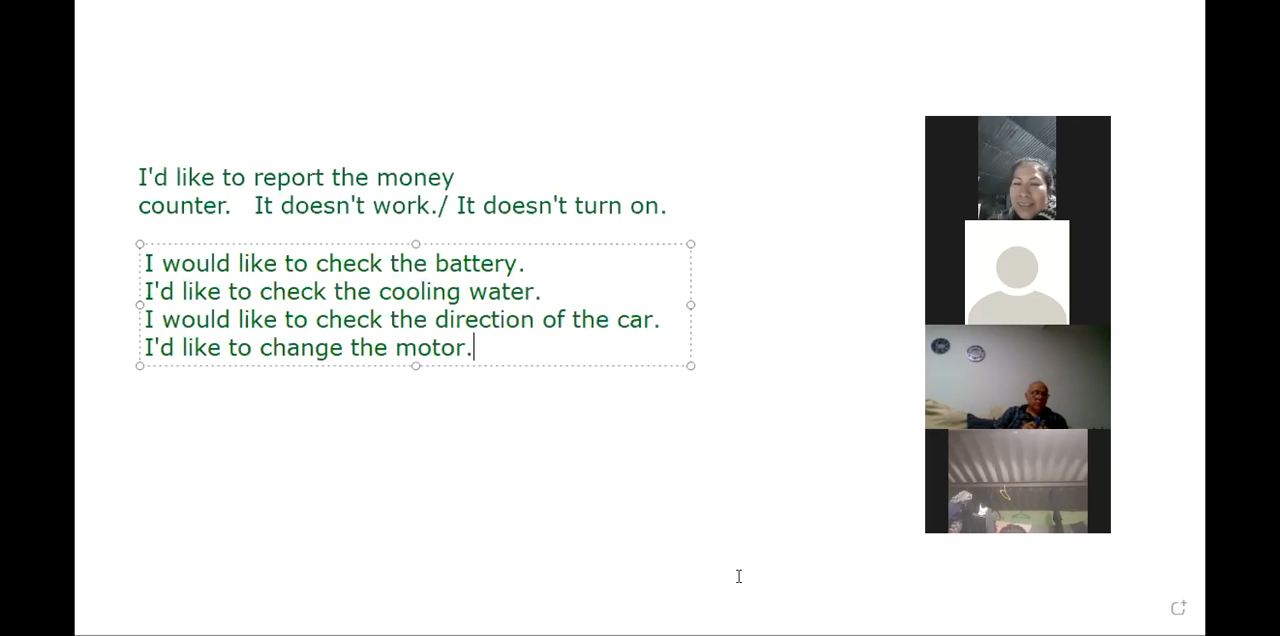 I'd like to report the money
counter. It doesn't work./ It doesn't turn on.
I would like to check the battery.
I'd like to check the cooling water.
I would like to check the direction of the car.
I'd like to change the motor.